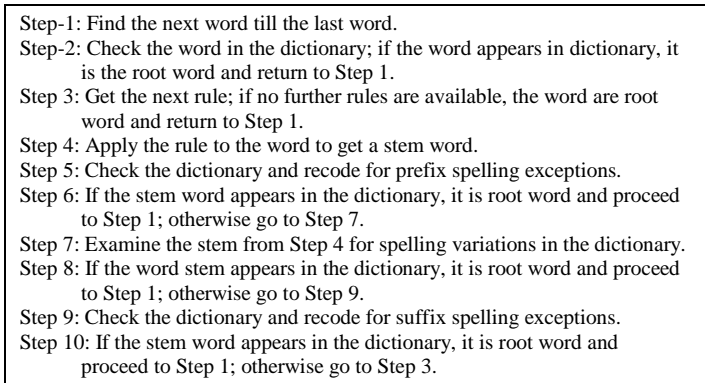 Step-1: Find the next word till the last word.
Step-2: Check the word in the dictionary; if the word appears in dictionary, it
is the root word and return to Step 1.
Step 3: Get the next rule; if no further rules are available, the word are root
word and return to Step 1.
Step 4: Apply the rule to the word to get a stem word.
Step 5: Check the dictionary and recode for prefix spelling exceptions.
Step 6: If the stem word appears in the dictionary, it is root word and proceed
to Step 1; otherwise go to Step 7.
Step 7: Examine the stem from Step 4 for spelling variations in the dictionary.
Step 8: If the word stem appears in the dictionary, it is root word and proceed
to Step 1; otherwise go to Step 9.
Step 9: Check the dictionary and recode for suffix spelling exceptions.
Step 10: If the stem word appears in the dictionary, it is root word and
proceed to Step 1; otherwise go to Step 3.